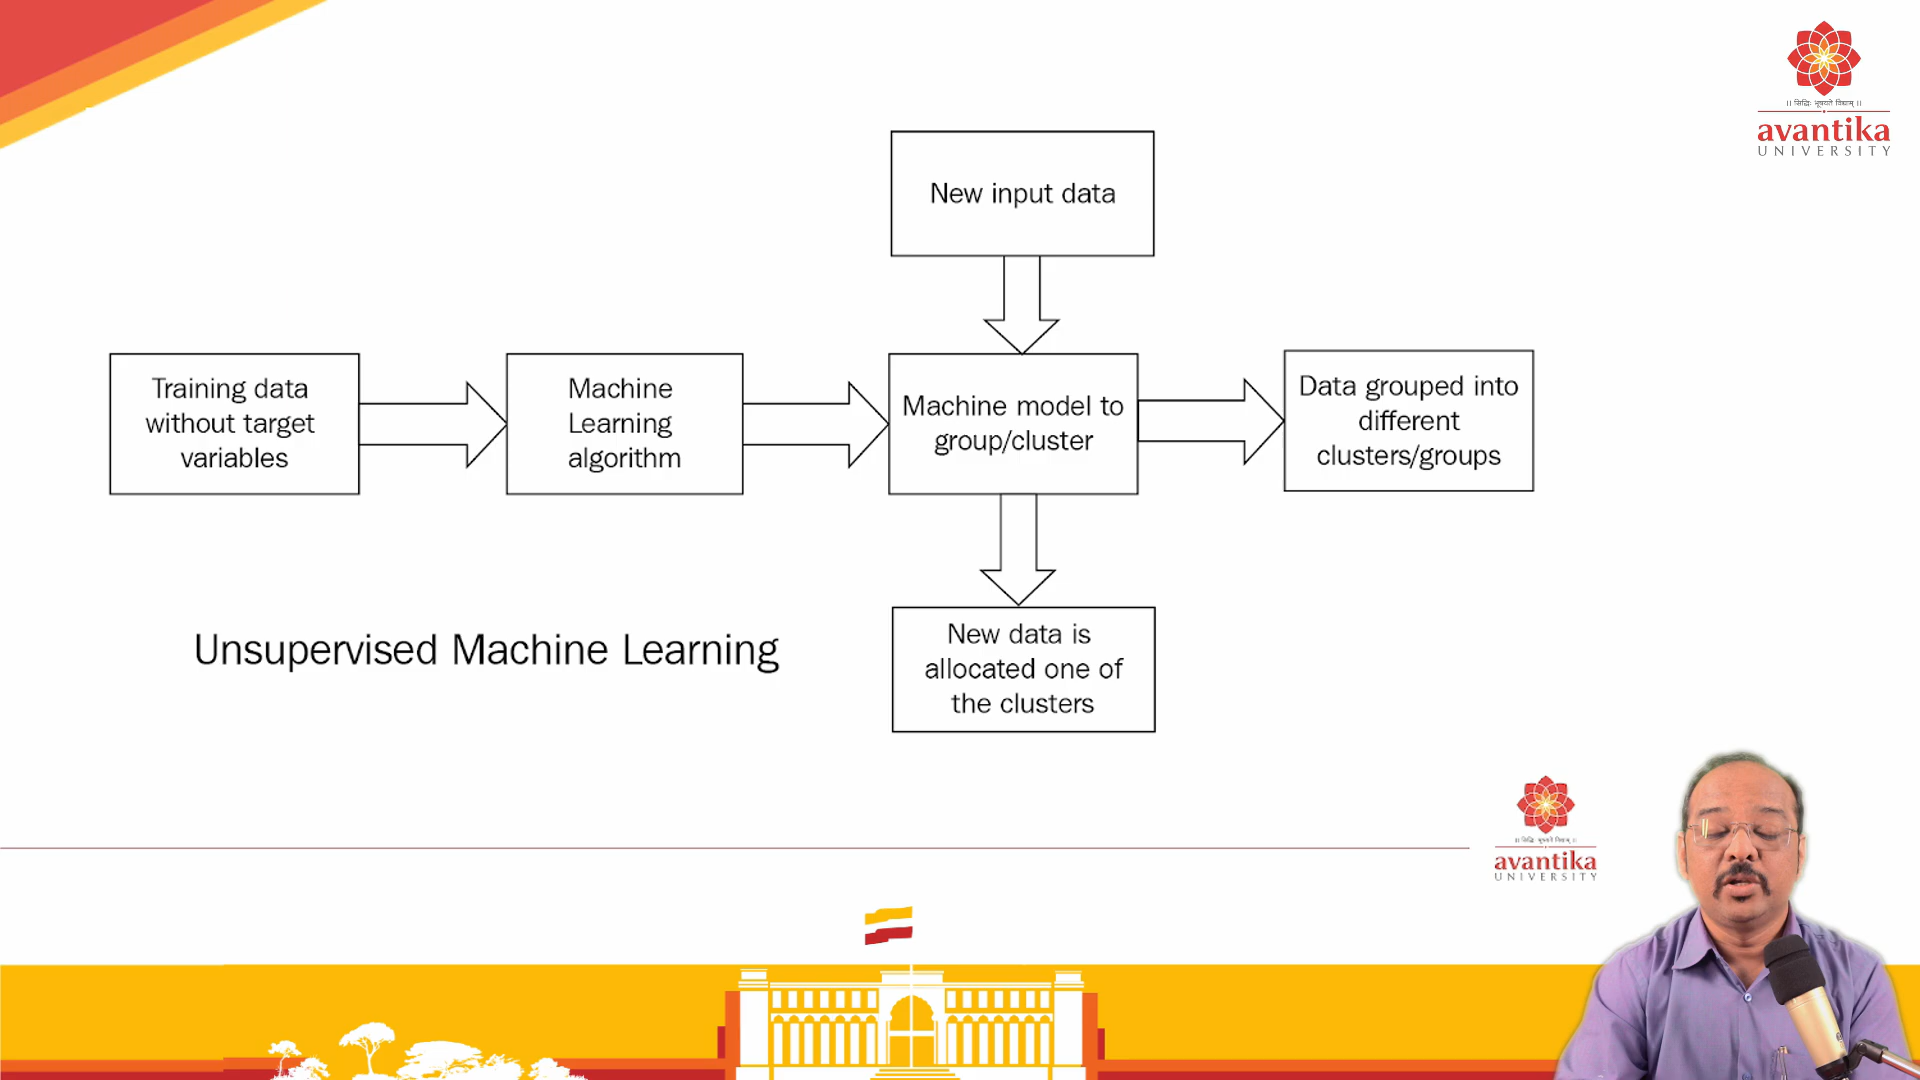 || सिद्धिः भूषयते विद्याम् ||
avantika
UNIVERSITY
New input data
Training data
without target
variables
Machine
Learning
algorithm
Machine model to
group/cluster
Data grouped into
different
clusters/groups
New data is
allocated one of
the clusters
Unsupervised Machine Learning
avantika
UNIVERSITY